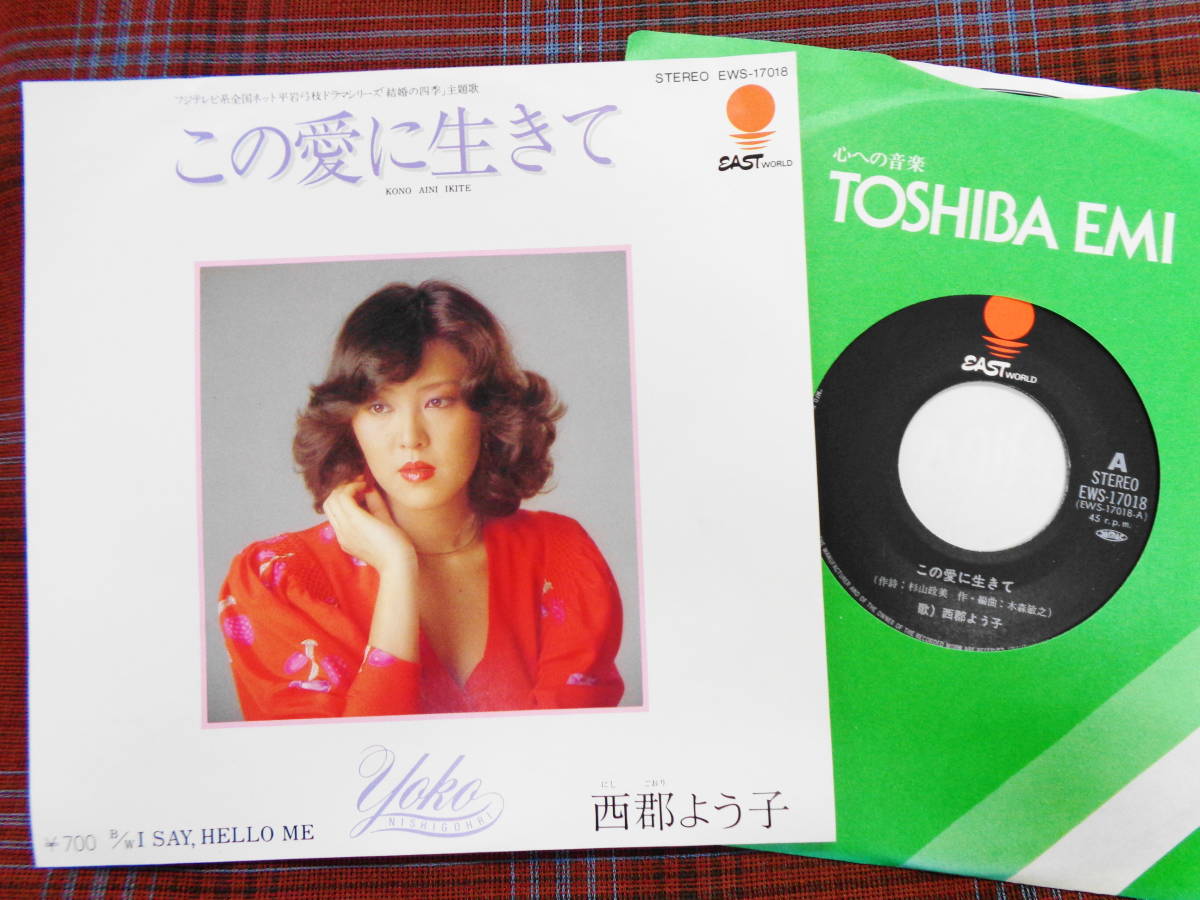 STEREO EWS-17018
フジテレビ系全国ネット平岩弓枝ドラマシリーズ「結婚の四季」主題歌
この愛に生きて
KONO AINI IKITE
EAST WORLD
Yoko
NISHIGOHRI
にし ごおり
西郡よう子
¥700 B/W I SAY, HELLO ME
心への音楽
TOSHIBA EMI
EAST WORLD
A
STEREO
EWS-17018
(EWS-17018-A)
45 r.p.m.
この愛に生きて
(作詩:杉山政美 作・編曲:木森敏之)
歌)西郡よう子